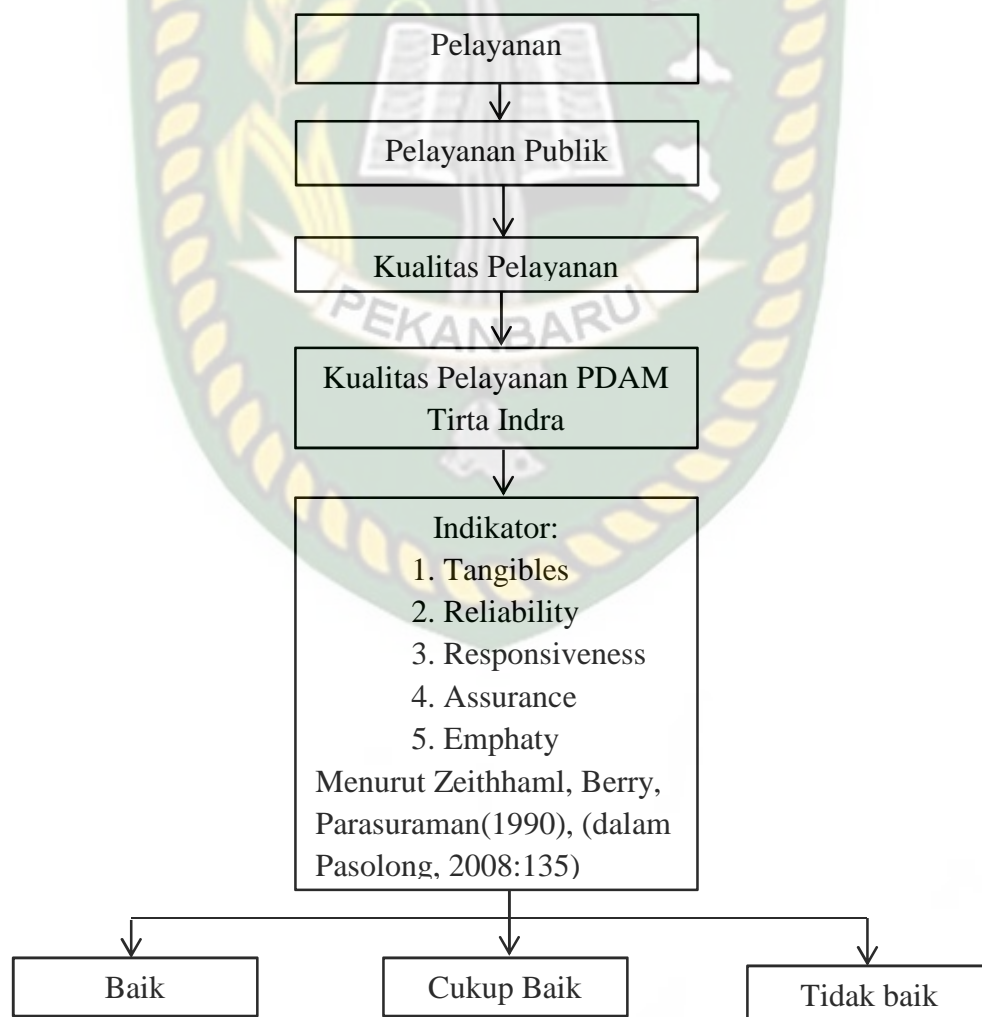 Pelayanan
Pelayanan Publik
Kualitas Pelayanan
PEKANBARU
Kualitas Pelayanan PDAM
Tirta Indra
Indikator:
1. Tangibles
2. Reliability
3. Responsiveness
4. Assurance
5. Emphaty
Menurut Zeithhaml, Berry,
Parasuraman(1990), (dalam
Pasolong, 2008:135)
Baik
Cukup Baik
Tidak baik